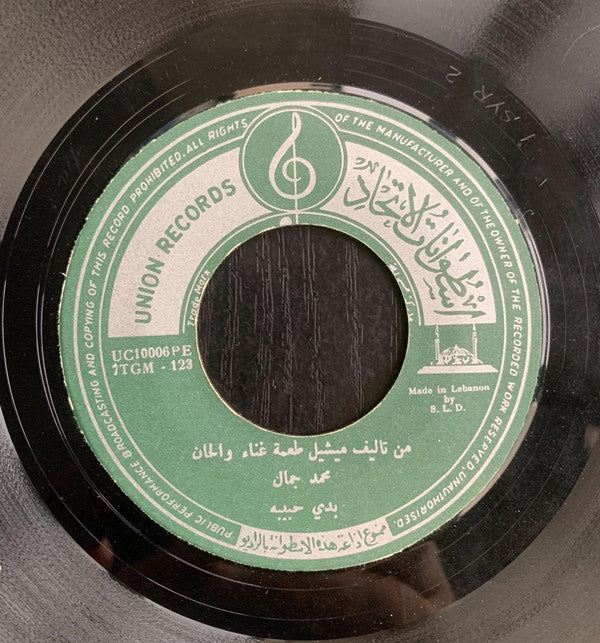 PUBLIC PERFORMANCE BROADCASTING AND COPYING OF THIS RECORD PROHIBITED. ALL RIGHTS OF THE MANUFACTURER AND OF THE OWNER OF THE RECORDED WORK RESERVED. UNAUTHORISED.
UNION RECORDS
اسطوانات الاتحاد
Trade Mark
UC10006PE
7TGM - 123
Made in Lebanon
by
S. L. D.
من تاليف ميشيل طعمة غناء والحان
محمد جمال
بدي حبيبه
ممنوع اذاعة هذه الاسطوانة بالراديو